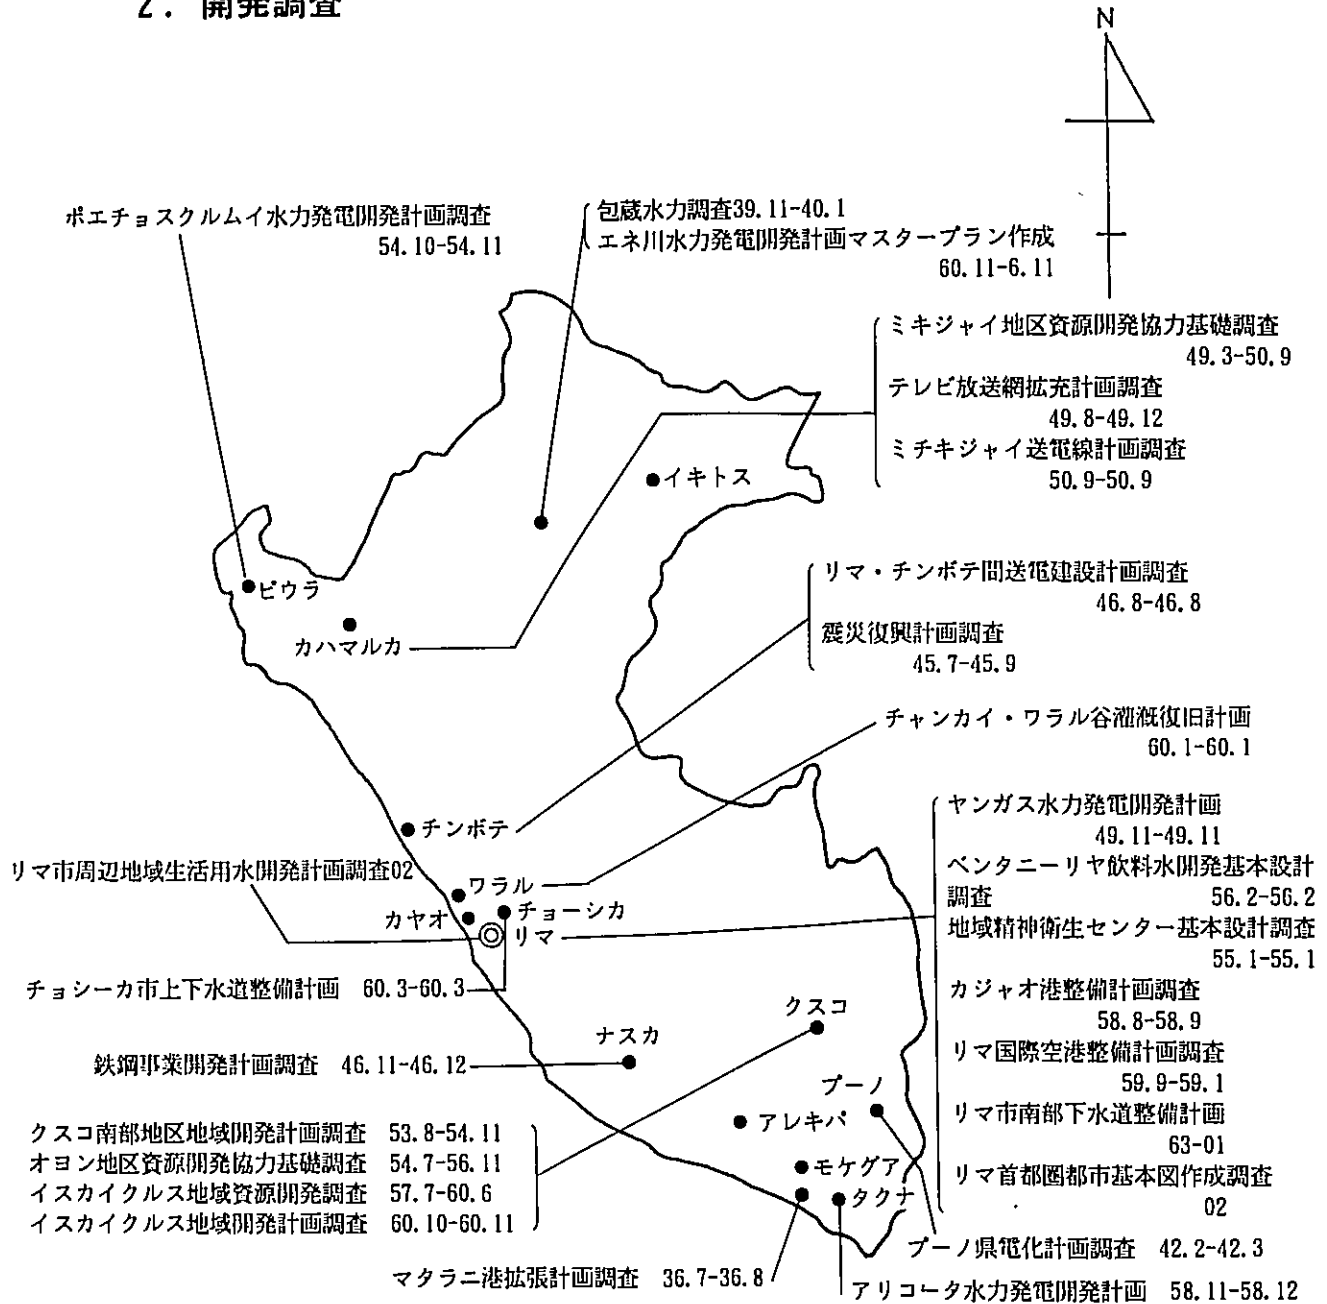 2. 開発調査
N
ポエチョスクルムイ水力発電開発計画調査
54.10-54.11
包蔵水力調査39.11-40.1
エネ川水力発電開発計画マスタープラン作成
60.11-6.11
ミキジャイ地区資源開発協力基礎調査
49.3-50.9
テレビ放送網拡充計画調査
49.8-49.12
ミチキジャイ送電線計画調査
50.9-50.9
イキトス
ピウラ
カハマルカ
リマ・チンボテ間送電建設計画調査
46.8-46.8
震災復興計画調査
45.7-45.9
チャンカイ・ワラル谷灌漑復旧計画
60.1-60.1
チンボテ
リマ市周辺地域生活用水開発計画調査02
ワラル
カヤオ
チョーシカ
リマ
ヤンガス水力発電開発計画
49.11-49.11
ベンタニーリヤ飲料水開発基本設計
調査 56.2-56.2
地域精神衛生センター基本設計調査
55.1-55.1
カジャオ港整備計画調査
58.8-58.9
リマ国際空港整備計画調査
59.9-59.1
リマ市南部下水道整備計画
63-01
リマ首都圏都市基本図作成調査
02
チョシーカ市上下水道整備計画 60.3-60.3
クスコ
ナスカ
鉄鋼事業開発計画調査 46.11-46.12
プーノ
アレキパ
クスコ南部地区地域開発計画調査 53.8-54.11
オヨン地区資源開発協力基礎調査 54.7-56.11
イスカイクルス地域資源開発調査 57.7-60.6
イスカイクルス地域開発計画調査 60.10-60.11
モケグア
タクナ
プーノ県電化計画調査 42.2-42.3
マタラニ港拡張計画調査 36.7-36.8
アリコータ水力発電開発計画 58.11-58.12